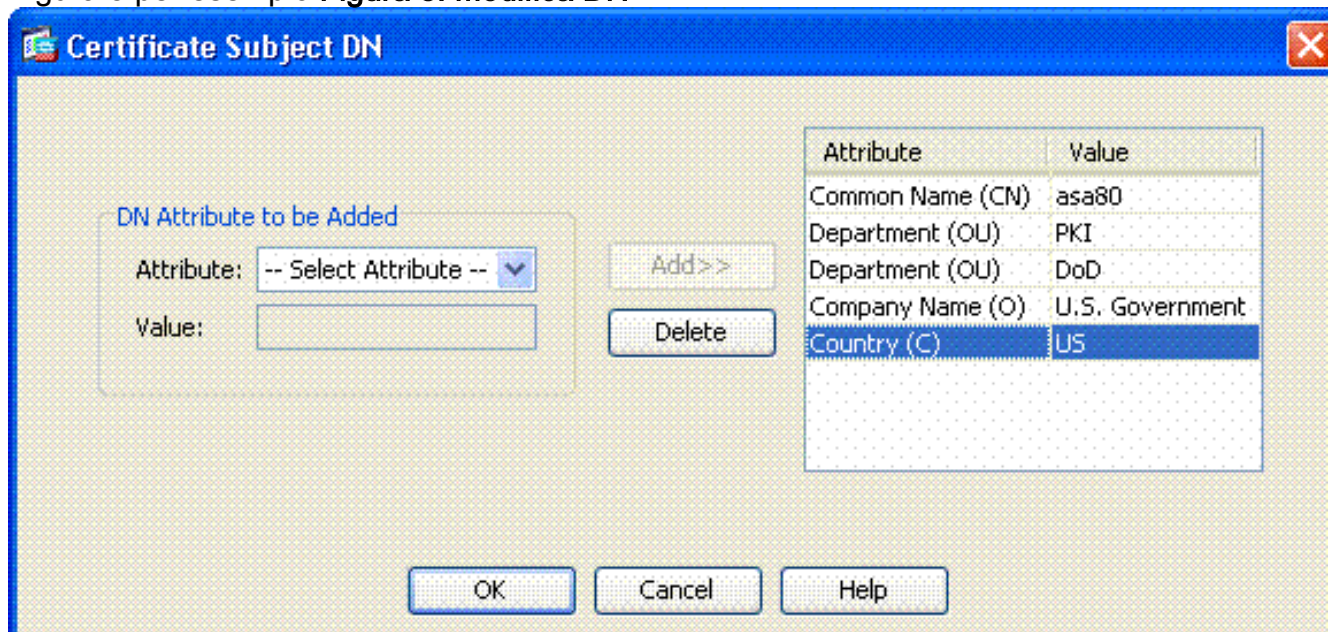 Certificate Subject DN
DN Attribute to be Added
Attribute: -- Select Attribute --
Value:
Add>>
Delete
Attribute Value
Common Name (CN) asa80
Department (OU) PKI
Department (OU) DoD
Company Name (O) U.S. Government
Country (C) US
OK Cancel Help